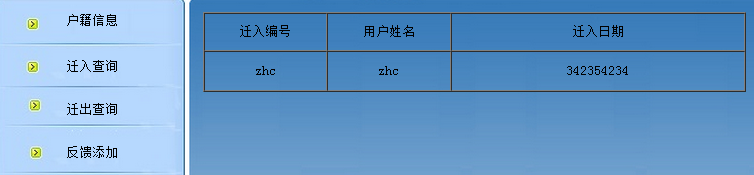 户籍信息
迁入查询
迁出查询
反馈添加
迁入编号 用户姓名 迁入日期
zhc zhc 342354234